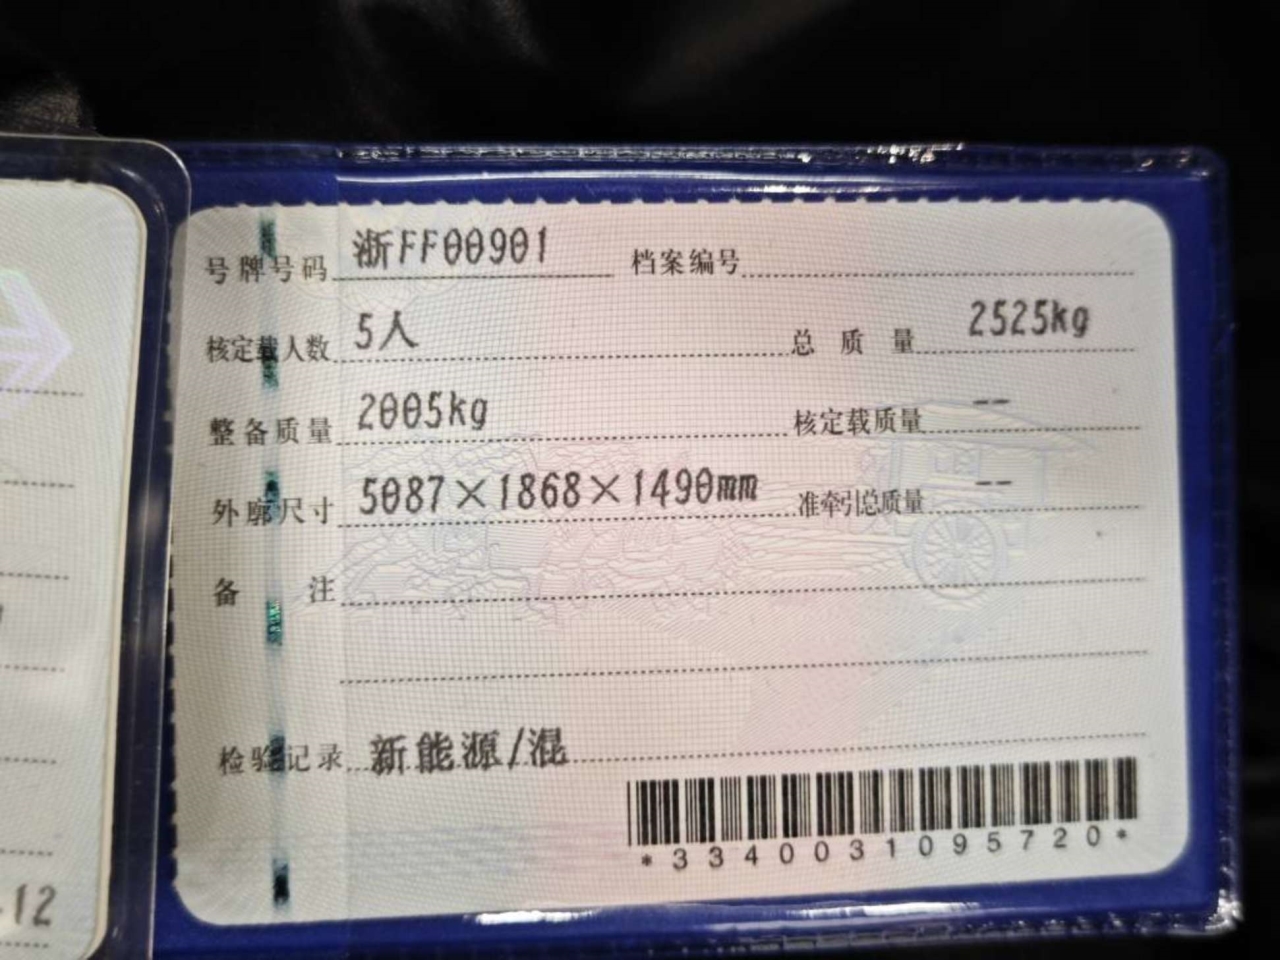 号牌号码 浙FF00901 档案编号
核定载人数 5人 总质量 2525kg
整备质量 2005kg 核定载质量 --
外廓尺寸 5087×1868×1490mm 准牵引总质量 --
备注
检验记录 新能源/混
*3340031095720*
.12